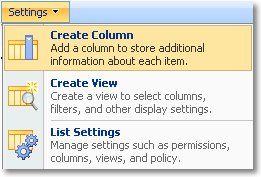 Settings
Create Column
Add a column to store additional
information about each item.
Create View
Create a view to select columns,
filters, and other display settings.
List Settings
Manage settings such as permissions,
columns, views, and policy.